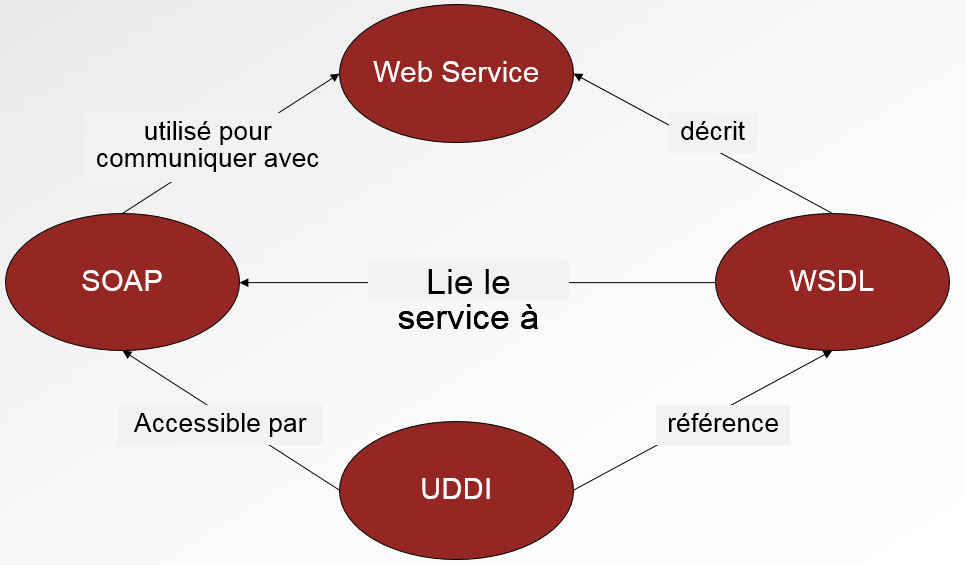 Web Service
utilisé pour
communiquer avec
décrit
SOAP
Lie le
service à
WSDL
Accessible par
référence
UDDI